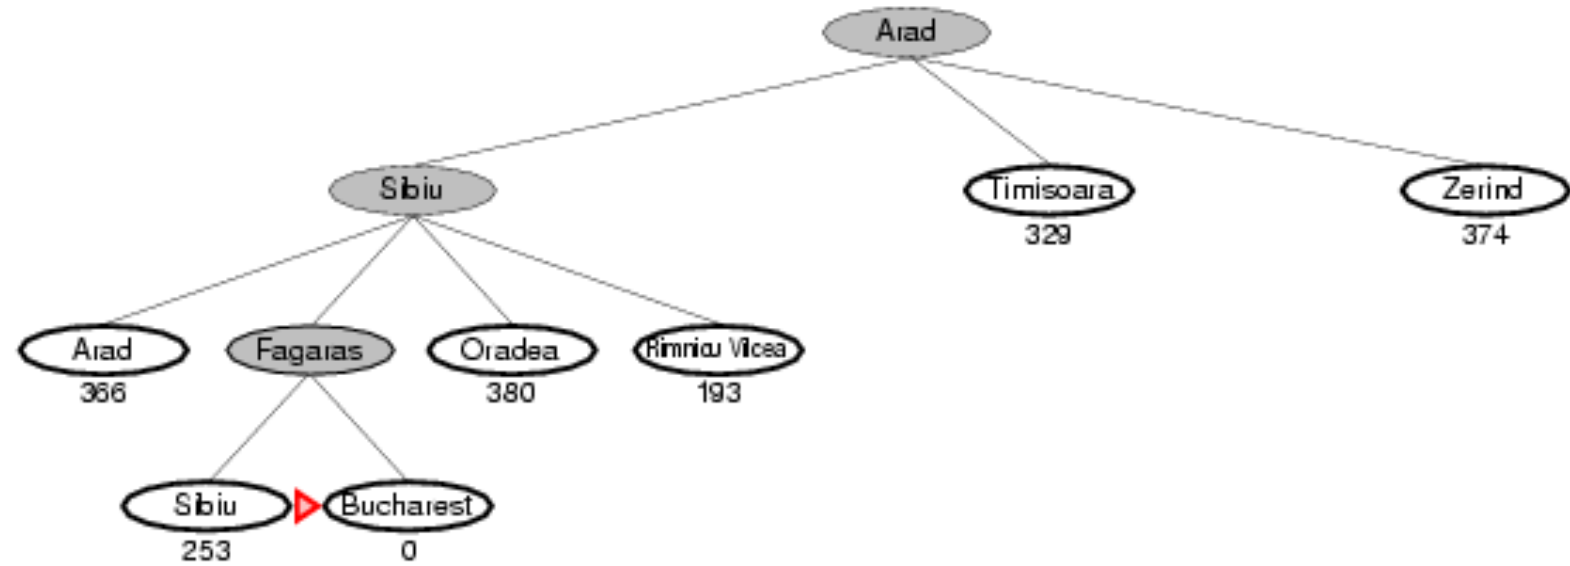 Arad
Sibiu
Timisoara
Zerind
329
374
Arad
Fagaras
Oradea
Rimnicu Vilcea
366
380
193
Sibiu
Bucharest
253
0